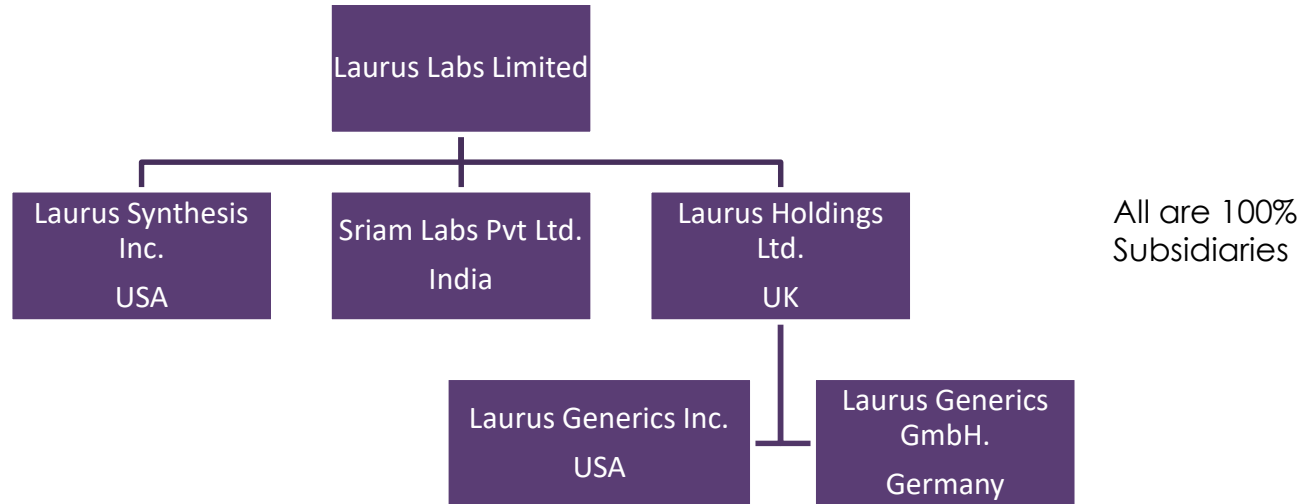 Laurus Labs Limited
Laurus Synthesis
Inc.
USA
Sriam Labs Pvt Ltd.
India
Laurus Holdings
Ltd.
UK
All are 100%
Subsidiaries
Laurus Generics Inc.
USA
Laurus Generics
GmbH.
Germany